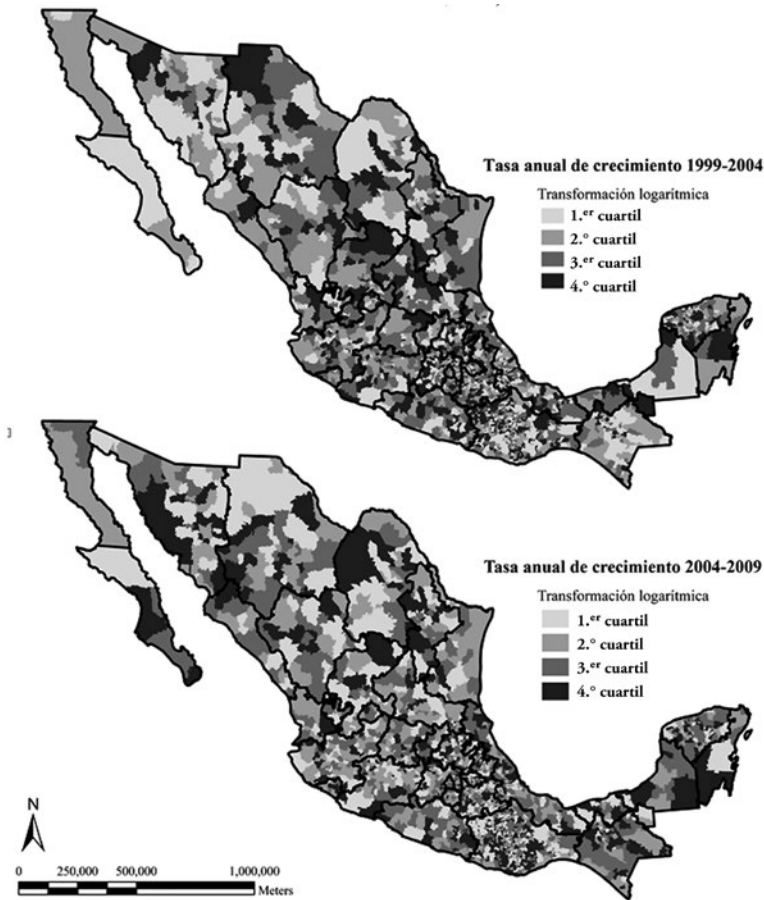 Tasa anual de crecimiento 1999-2004
Transformación logarítmica
1.er cuartil
2.° cuartil
3.er cuartil
4.° cuartil
Tasa anual de crecimiento 2004-2009
Transformación logarítmica
1.er cuartil
2.° cuartil
3.er cuartil
4.° cuartil
N
0 250,000 500,000 1,000,000
Meters